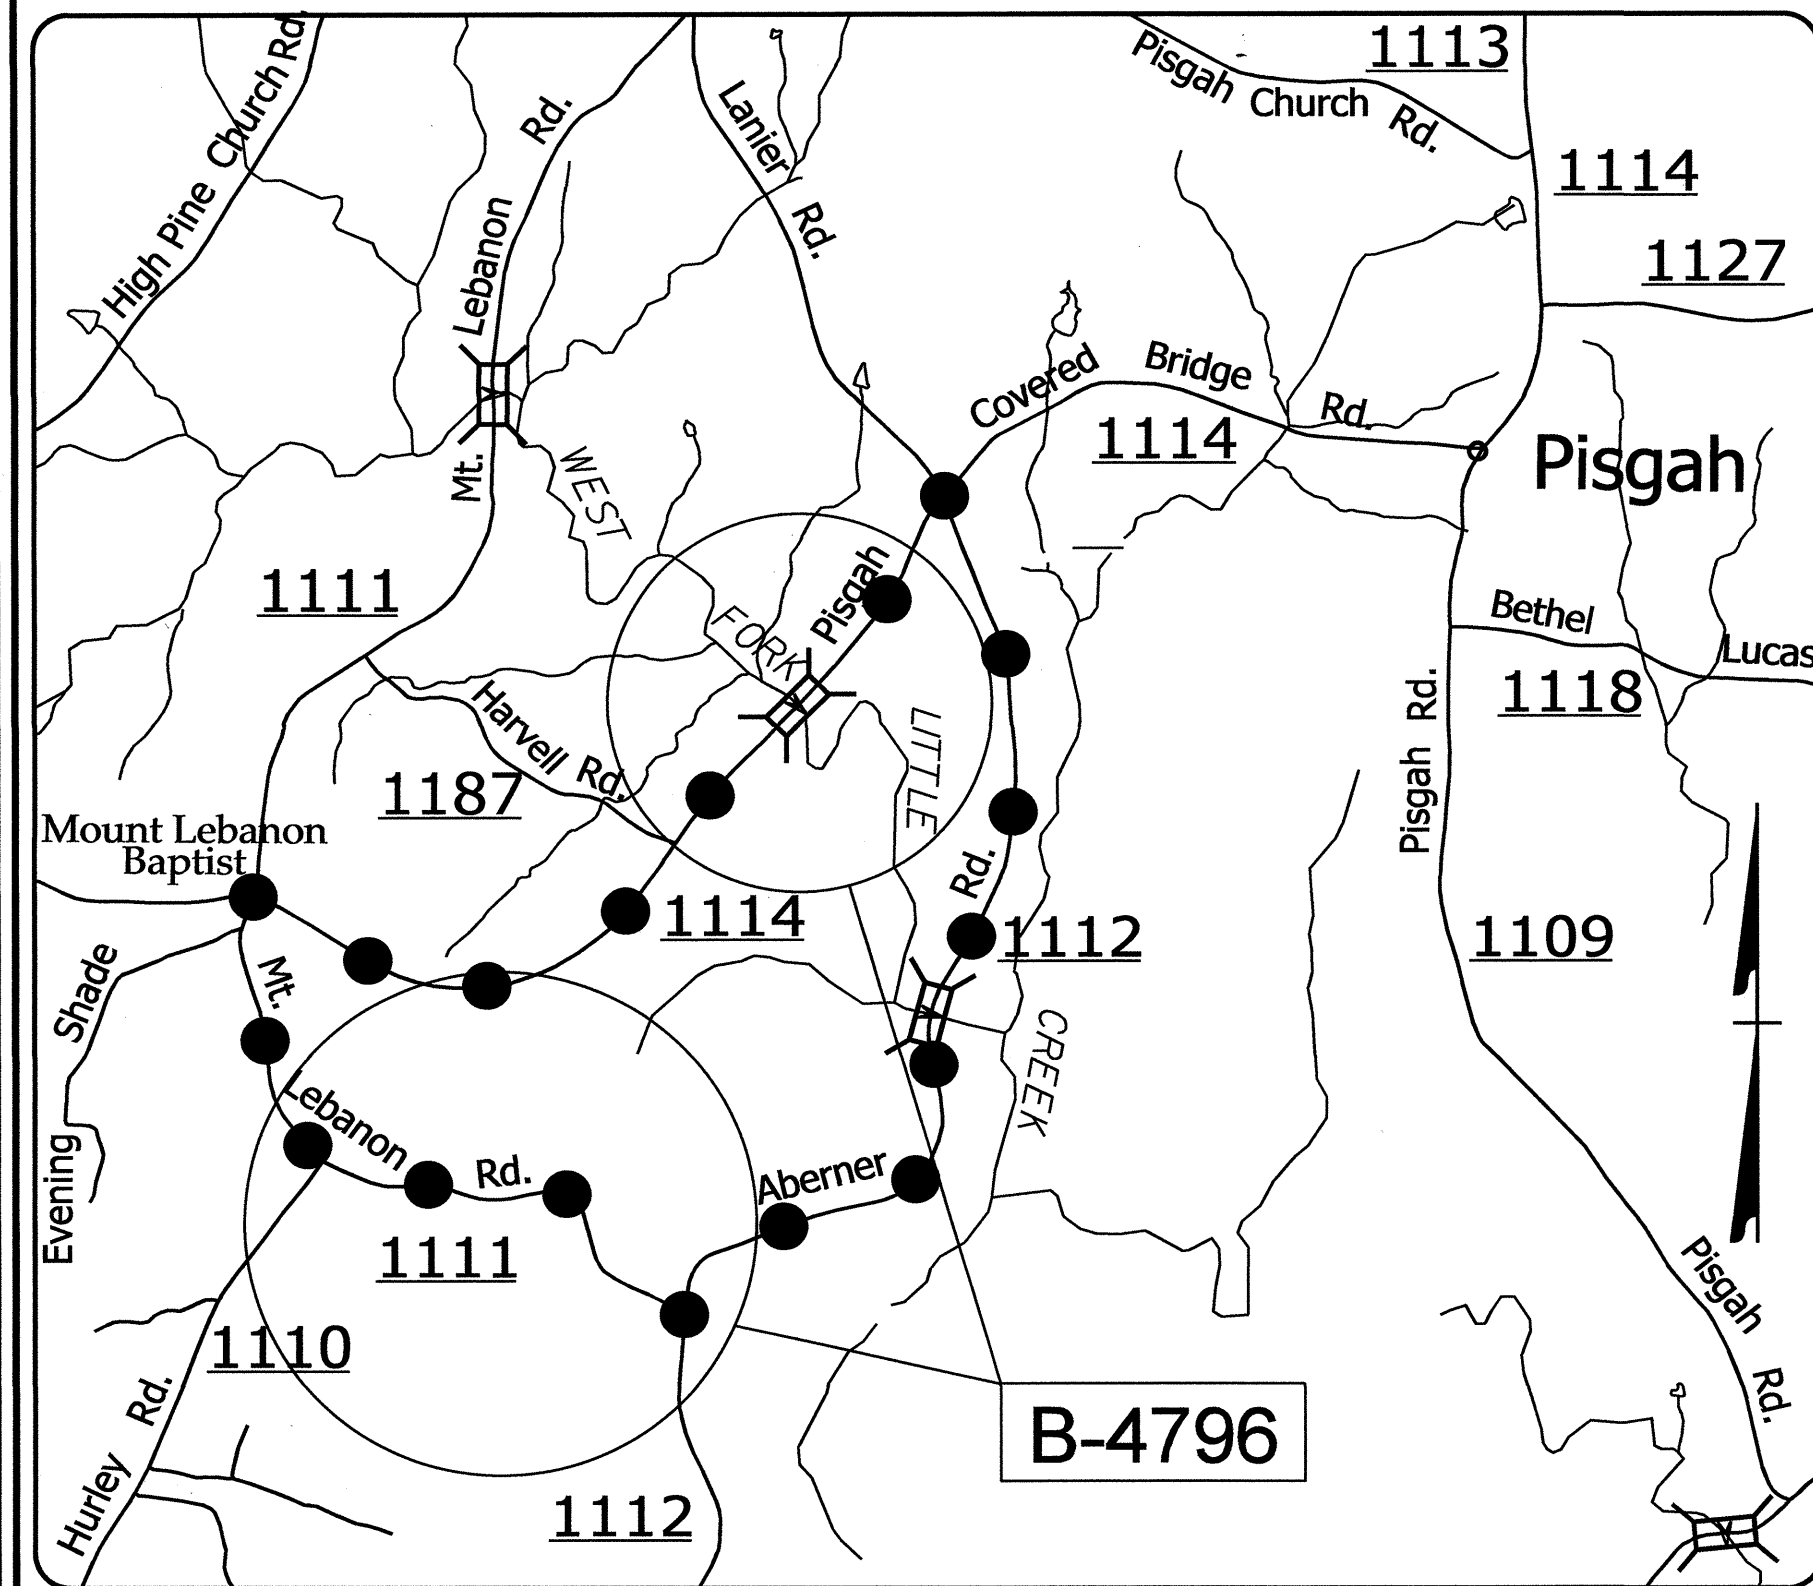 High Pine Church Rd.
Mt. Lebanon Rd.
Lanier Rd.
Pisgah Church Rd.
1113
1114
1127
Covered Bridge Rd.
1114
Pisgah
WEST
FORK
Pisgah
1111
Bethel
Lucas
1118
LITTLE
Pisgah Rd.
Harvell Rd.
1187
Mount Lebanon
Baptist
1114
Rd.
1112
1109
Evening Shade
Mt. Lebanon Rd.
CREEK
Aberner
1111
Pisgah Rd.
1110
Hurley Rd.
B-4796
1112